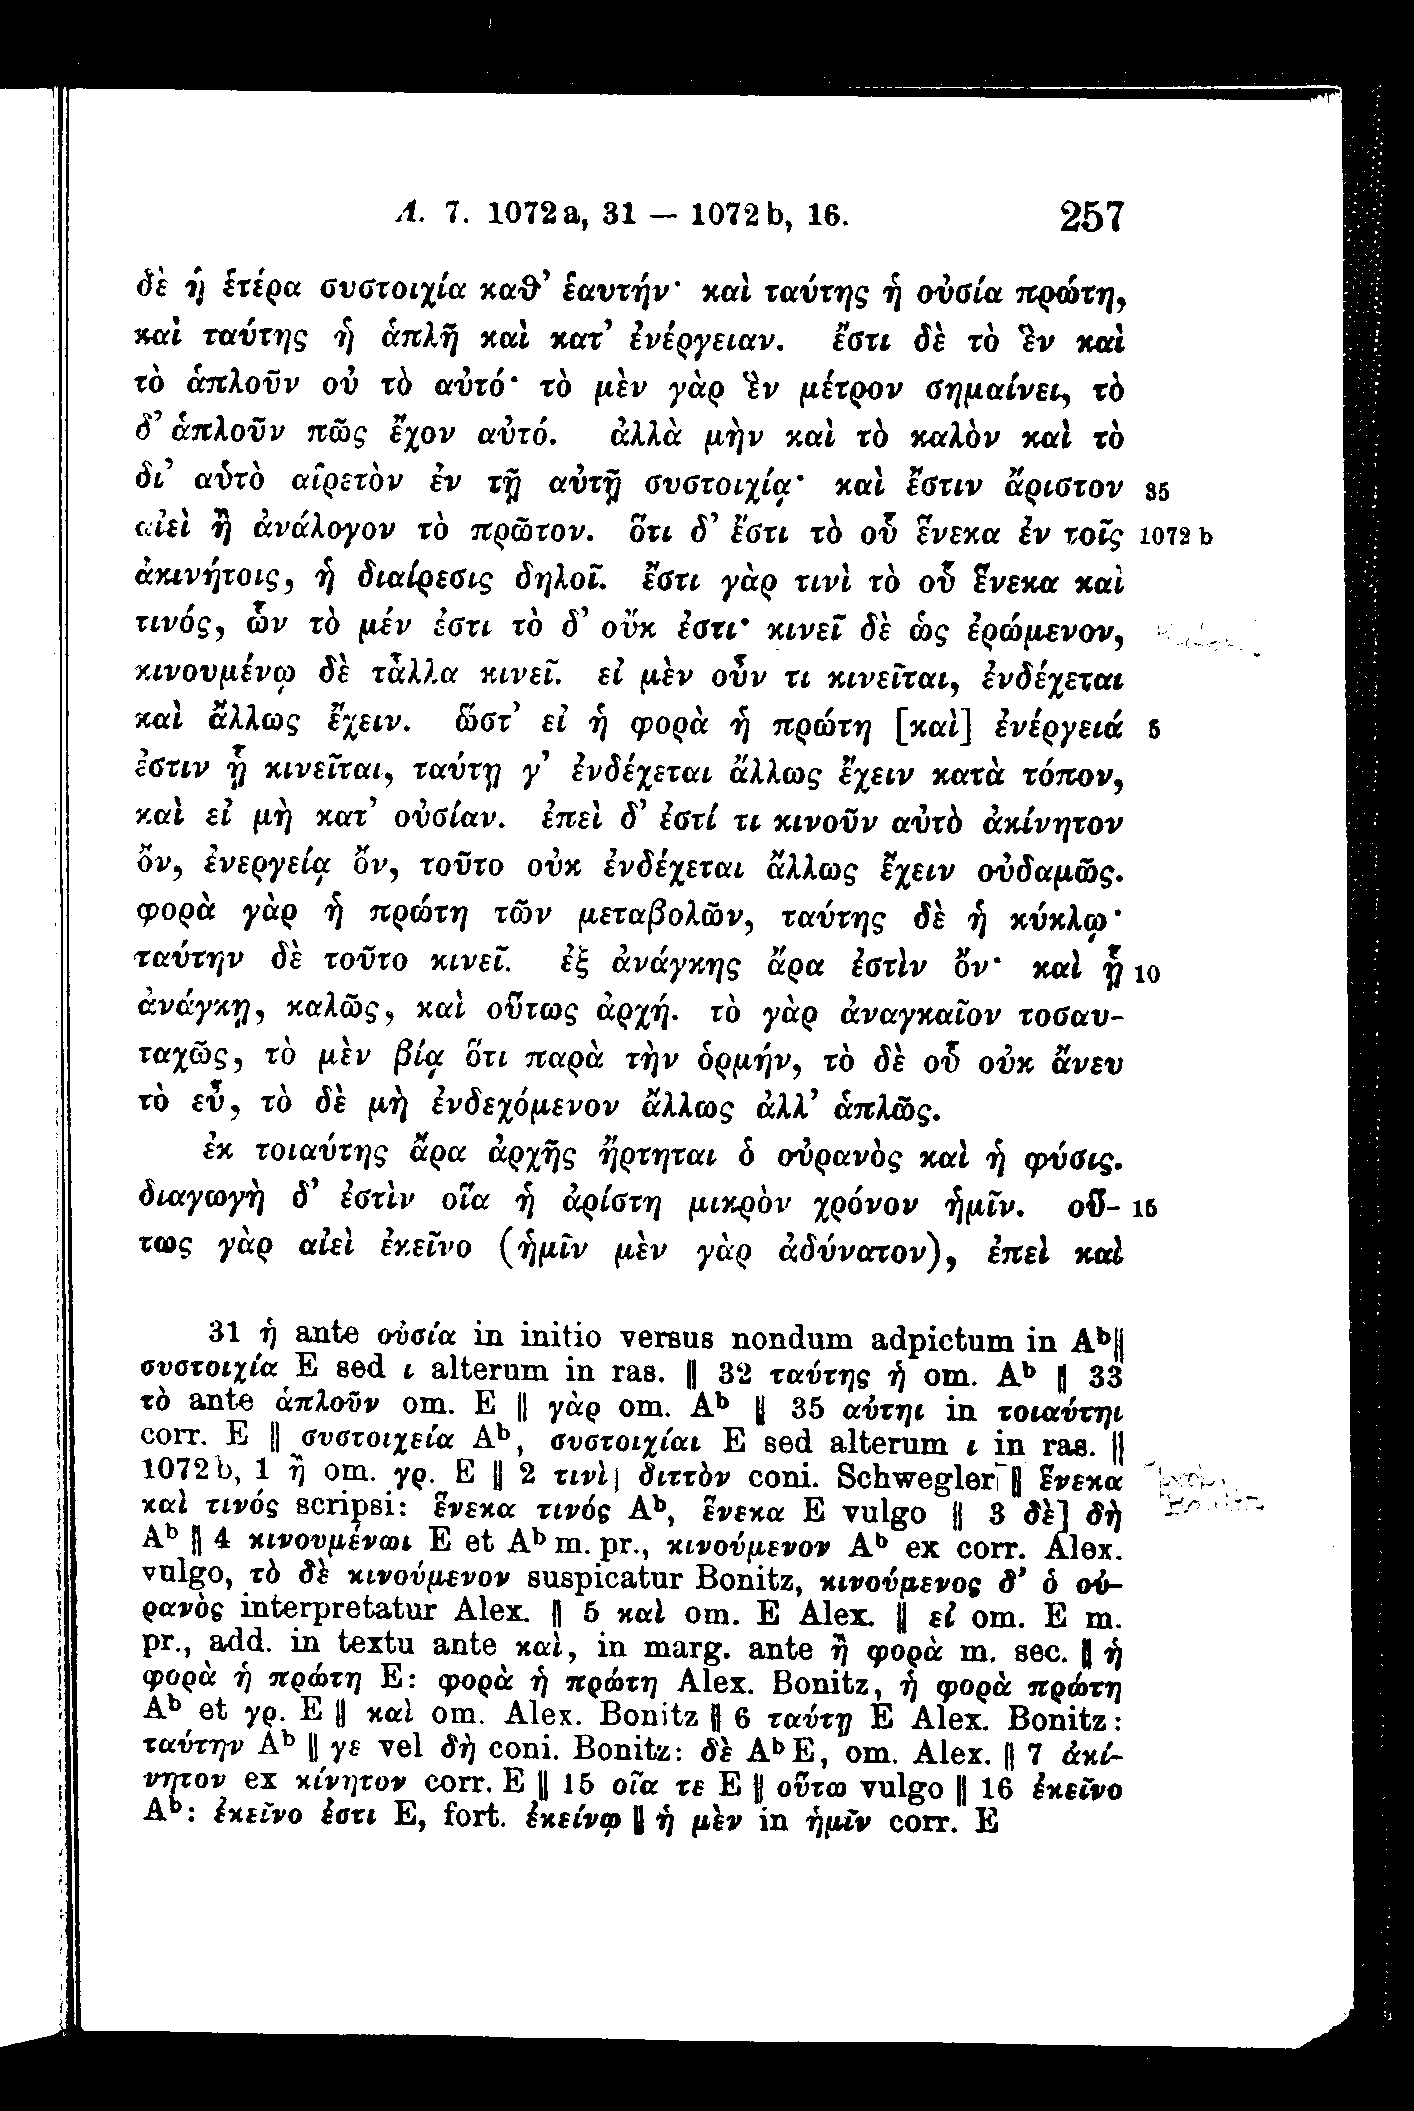 Λ. 7. 1072 a, 31 — 1072 b, 16. 257
δὲ ἡ ἑτέρα συστοιχία καθ’ ἑαυτήν· καὶ ταύτης ἡ οὐσία πρώτη,
καὶ ταύτης ἡ ἁπλῆ καὶ κατ’ ἐνέργειαν. ἔστι δὲ τὸ ἓν καὶ
τὸ ἁπλοῦν οὐ τὸ αὐτό· τὸ μὲν γὰρ ἓν μέτρον σημαίνει, τὸ
δ’ ἁπλοῦν πῶς ἔχον αὐτό. ἀλλὰ μὴν καὶ τὸ καλὸν καὶ τὸ
δι’ αὑτὸ αἱρετὸν ἐν τῇ αὐτῇ συστοιχίᾳ· καὶ ἔστιν ἄριστον 35
αἰεὶ ἢ ἀνάλογον τὸ πρῶτον. ὅτι δ’ ἔστι τὸ οὗ ἕνεκα ἐν τοῖς 1072 b
ἀκινήτοις, ἡ διαίρεσις δηλοῖ. ἔστι γὰρ τινὶ τὸ οὗ ἕνεκα καὶ
τινός, ὧν τὸ μέν ἐστι τὸ δ’ οὔκ ἐστι· κινεῖ δὲ ὡς ἐρώμενον,
κινουμένῳ δὲ τἆλλα κινεῖ. εἰ μὲν οὖν τι κινεῖται, ἐνδέχεται
καὶ ἄλλως ἔχειν. ὥστ’ εἰ ἡ φορὰ ἡ πρώτη [καὶ] ἐνέργειά 5
ἐστιν ᾗ κινεῖται, ταύτῃ γ’ ἐνδέχεται ἄλλως ἔχειν κατὰ τόπον,
καὶ εἰ μὴ κατ’ οὐσίαν. ἐπεὶ δ’ ἐστί τι κινοῦν αὐτὸ ἀκίνητον
ὄν, ἐνεργείᾳ ὄν, τοῦτο οὐκ ἐνδέχεται ἄλλως ἔχειν οὐδαμῶς.
φορὰ γὰρ ἡ πρώτη τῶν μεταβολῶν, ταύτης δὲ ἡ κύκλῳ·
ταύτην δὲ τοῦτο κινεῖ. ἐξ ἀνάγκης ἄρα ἐστὶν ὄν· καὶ ᾗ 10
ἀνάγκῃ, καλῶς, καὶ οὕτως ἀρχή. τὸ γὰρ ἀναγκαῖον τοσαυ-
ταχῶς, τὸ μὲν βίᾳ ὅτι παρὰ τὴν ὁρμήν, τὸ δὲ οὗ οὐκ ἄνευ
τὸ εὖ, τὸ δὲ μὴ ἐνδεχόμενον ἄλλως ἀλλ’ ἁπλῶς.
ἐκ τοιαύτης ἄρα ἀρχῆς ἤρτηται ὁ οὐρανὸς καὶ ἡ φύσις.
διαγωγὴ δ’ ἐστὶν οἵα ἡ ἀρίστη μικρὸν χρόνον ἡμῖν. οὕ- 15
τως γὰρ αἰεὶ ἐκεῖνο (ἡμῖν μὲν γὰρ ἀδύνατον), ἐπεὶ καὶ
31 ἡ ante οὐσία in initio versus nondum adpictum in Aᵇ ||
συστοιχία E sed ι alterum in ras. || 32 ταύτης ἡ om. Aᵇ || 33
τὸ ante ἁπλοῦν om. E || γὰρ om. Aᵇ || 35 αὐτῆι in τοιαύτηι
corr. E || συστοιχεία Aᵇ, συστοιχίαι E sed alterum ι in ras. ||
1072 b, 1 ἢ om. γρ. E || 2 τινὶ] διττὸν coni. Schwegler || ἕνεκα
καὶ τινός scripsi: ἕνεκα τινός Aᵇ, ἕνεκα E vulgo || 3 δὲ] δὴ
Aᵇ || 4 κινουμένωι E et Aᵇ m. pr., κινούμενον Aᵇ ex corr. Alex.
vulgo, τὸ δὲ κινούμενον suspicatur Bonitz, κινούμενος δ’ ὁ οὐ-
ρανὸς interpretatur Alex. || 5 καὶ om. E Alex. || εἰ om. E m.
pr., add. in textu ante καὶ, in marg. ante ἢ φορὰ m. sec. || ἡ
φορὰ ἡ πρώτη E: φορὰ ἡ πρώτη Alex. Bonitz, ἡ φορὰ πρώτη
Aᵇ et γρ. E || καὶ om. Alex. Bonitz || 6 ταύτῃ E Alex. Bonitz:
ταύτην Aᵇ || γε vel δὴ coni. Bonitz: δὲ Aᵇ E, om. Alex. || 7 ἀκί-
νητον ex κίνητον corr. E || 15 οἵα τε E || οὕτω vulgo || 16 ἐκεῖνο
Aᵇ: ἐκεῖνο ἐστι E, fort. ἐκείνῳ || ἡ μὲν in ἡμῖν corr. E